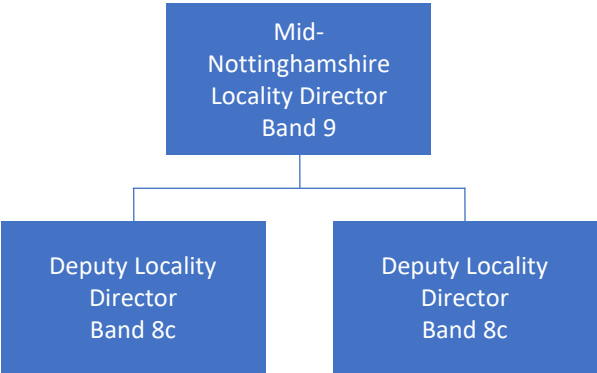 Mid-
Nottinghamshire
Locality Director
Band 9
Deputy Locality
Director
Band 8c
Deputy Locality
Director
Band 8c